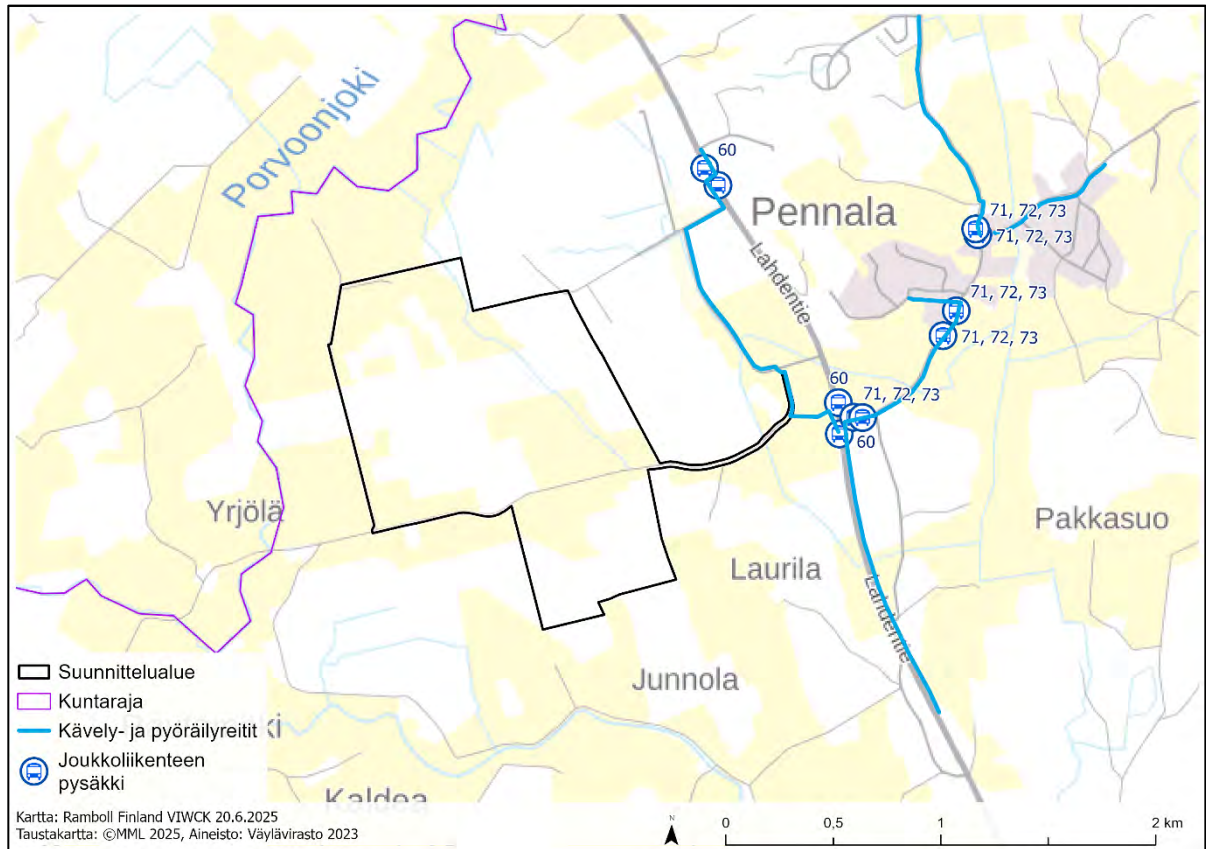 Porvoonjoki
60
Pennala
71, 72, 73
71, 72, 73
Lahdentie
71, 72, 73
71, 72, 73
60
71, 72, 73
60
Yrjölä
Pakkasuo
Laurila
Lahdentie
Junnola
Suunnittelualue
Kuntaraja
Kävely- ja pyöräilyreitit
Joukkoliikenteen
pysäkki
Kaldea
Kartta: Ramboll Finland VIWCK 20.6.2025
Taustakartta: ©MML 2025, Aineisto: Väylävirasto 2023
N
0 0,5 1 2 km